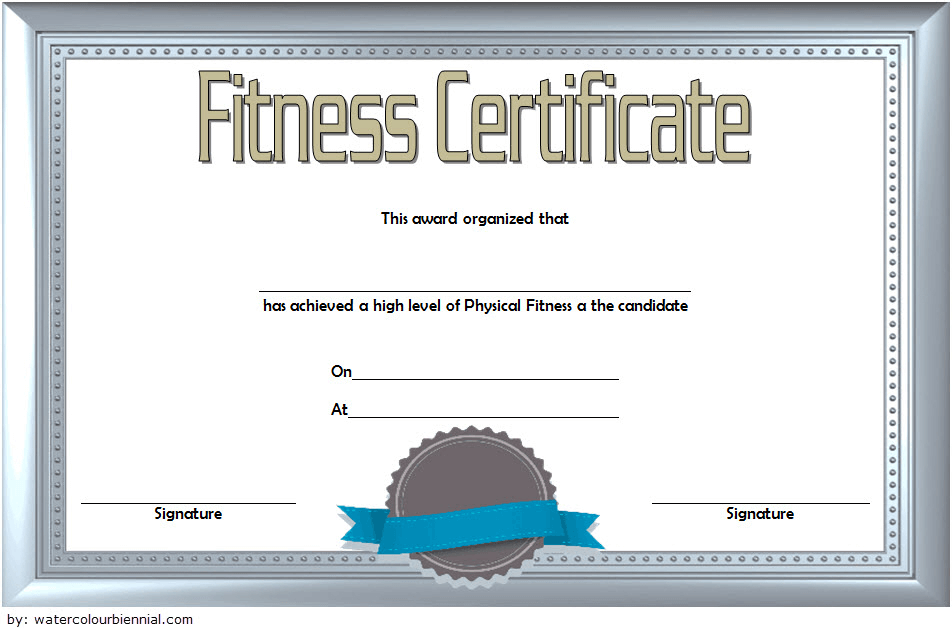 Fitness Certificate
This award organized that
has achieved a high level of Physical Fitness a the candidate
On
At
Signature
Signature
by: watercolourbiennial.com